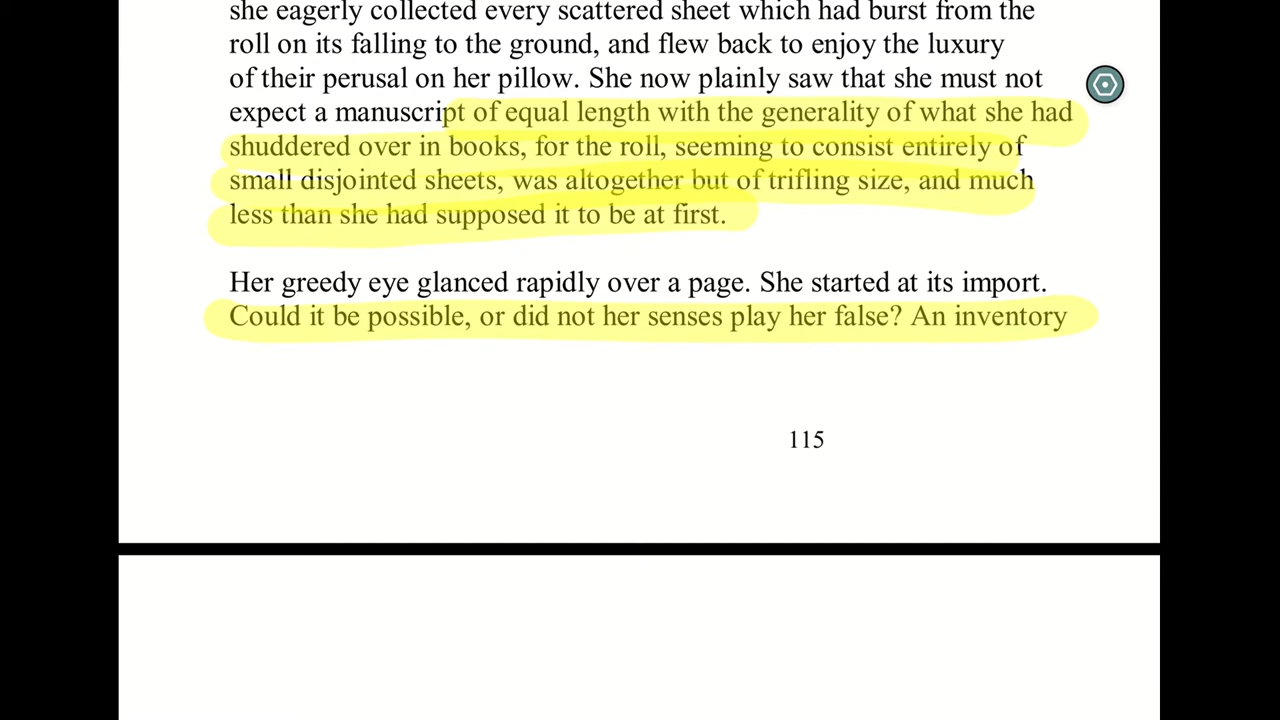 she eagerly collected every scattered sheet which had burst from the
roll on its falling to the ground, and flew back to enjoy the luxury
of their perusal on her pillow. She now plainly saw that she must not
expect a manuscript of equal length with the generality of what she had
shuddered over in books, for the roll, seeming to consist entirely of
small disjointed sheets, was altogether but of trifling size, and much
less than she had supposed it to be at first.
Her greedy eye glanced rapidly over a page. She started at its import.
Could it be possible, or did not her senses play her false? An inventory
115